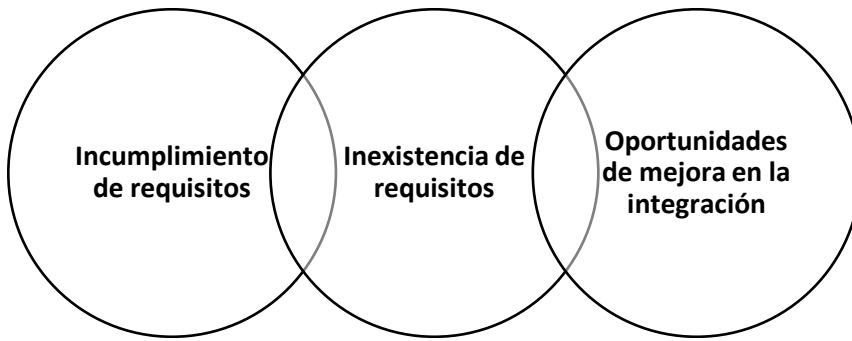 Incumplimiento
de requisitos
Inexistencia de
requisitos
Oportunidades
de mejora en la
integración